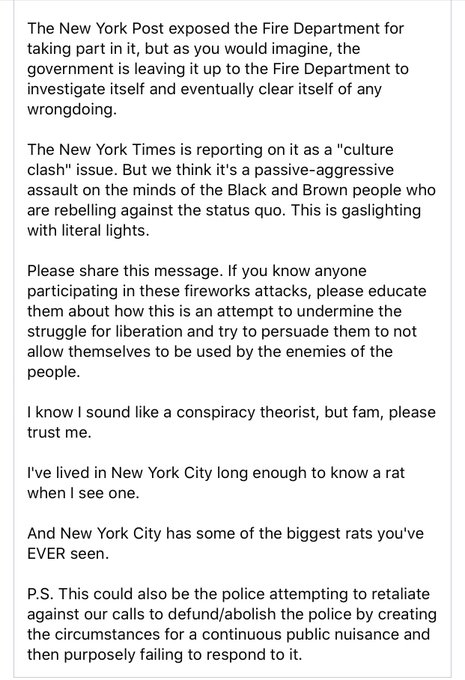 The New York Post exposed the Fire Department for
taking part in it, but as you would imagine, the
government is leaving it up to the Fire Department to
investigate itself and eventually clear itself of any
wrongdoing.
The New York Times is reporting on it as a "culture
clash" issue. But we think it's a passive-aggressive
assault on the minds of the Black and Brown people who
are rebelling against the status quo. This is gaslighting
with literal lights.
Please share this message. If you know anyone
participating in these fireworks attacks, please educate
them about how this is an attempt to undermine the
struggle for liberation and try to persuade them to not
allow themselves to be used by the enemies of the
people.
I know I sound like a conspiracy theorist, but fam, please
trust me.
I've lived in New York City long enough to know a rat
when I see one.
And New York City has some of the biggest rats you've
EVER seen.
P.S. This could also be the police attempting to retaliate
against our calls to defund/abolish the police by creating
the circumstances for a continuous public nuisance and
then purposely failing to respond to it.